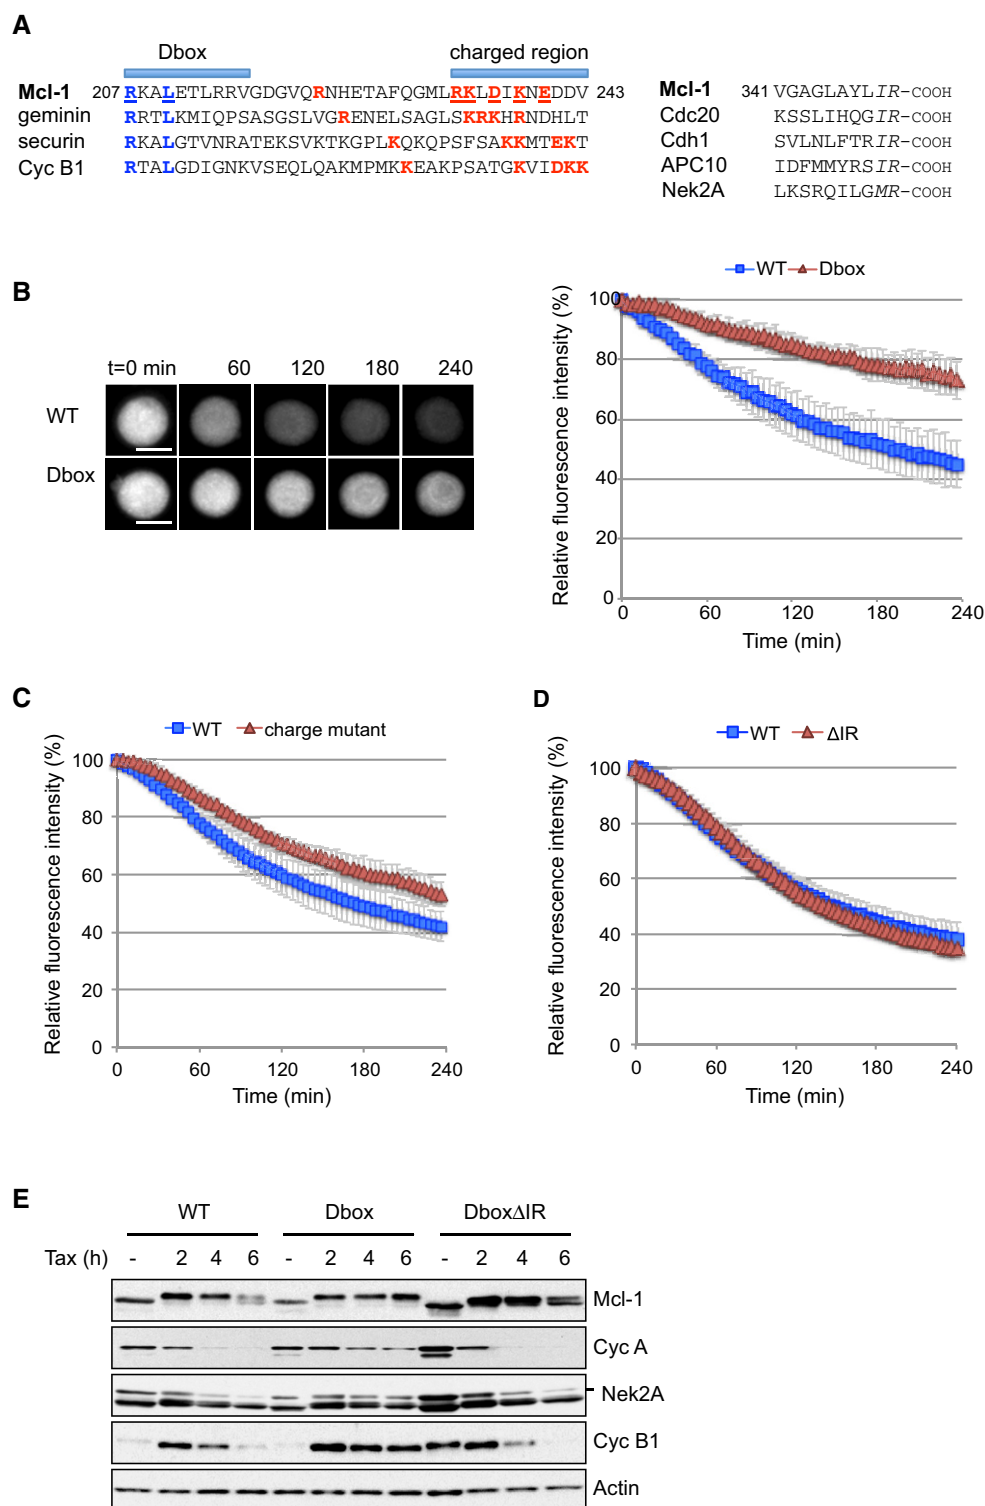 A
Dbox
charged region
Mcl-1 207 RKALETLRRVGDGVQRNHETAFQGMLRKLDIKNEDDV 243
geminin RRTLKMIQPSASGSLVGRENELSAGLSKRKHRNDHLT
securin RKALGTVNRATEKSVKTKGPLKQKQPSFSAKKMTEKT
Cyc B1 RTALGDIGNKVSEQLQAKMPMKKEAKPSATGKVIDKK
Mcl-1 341 VGAGLAYLIR-COOH
Cdc20 KSSLIHQGIR-COOH
Cdh1 SVLNLFTRIR-COOH
APC10 IDFMMYRSIR-COOH
Nek2A LKSRQILGMR-COOH
B
t=0 min 60 120 180 240
WT
Dbox
WT Dbox
Relative fluorescence intensity (%)
100
80
60
40
20
0
0 60 120 180 240
Time (min)
C
WT charge mutant
Relative fluorescence intensity (%)
100
80
60
40
20
0
0 60 120 180 240
Time (min)
D
WT ΔIR
Relative fluorescence intensity (%)
100
80
60
40
20
0
0 60 120 180 240
Time (min)
E
WT Dbox DboxΔIR
Tax (h) - 2 4 6 - 2 4 6 - 2 4 6
Mcl-1
Cyc A
Nek2A
Cyc B1
Actin